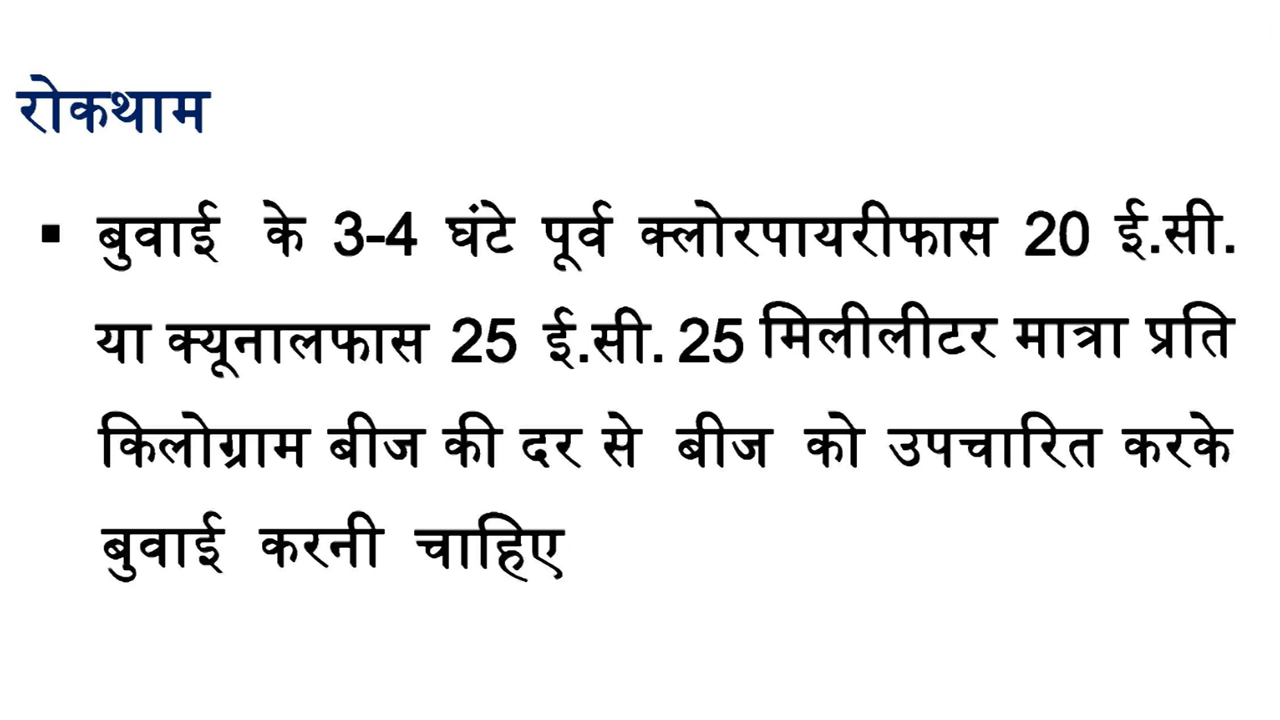 रोकथाम
▪ बुवाई के 3-4 घंटे पूर्व क्लोरपायरीफास 20 ई.सी.
या क्यूनालफास 25 ई.सी. 25 मिलीलीटर मात्रा प्रति
किलोग्राम बीज की दर से बीज को उपचारित करके
बुवाई करनी चाहिए